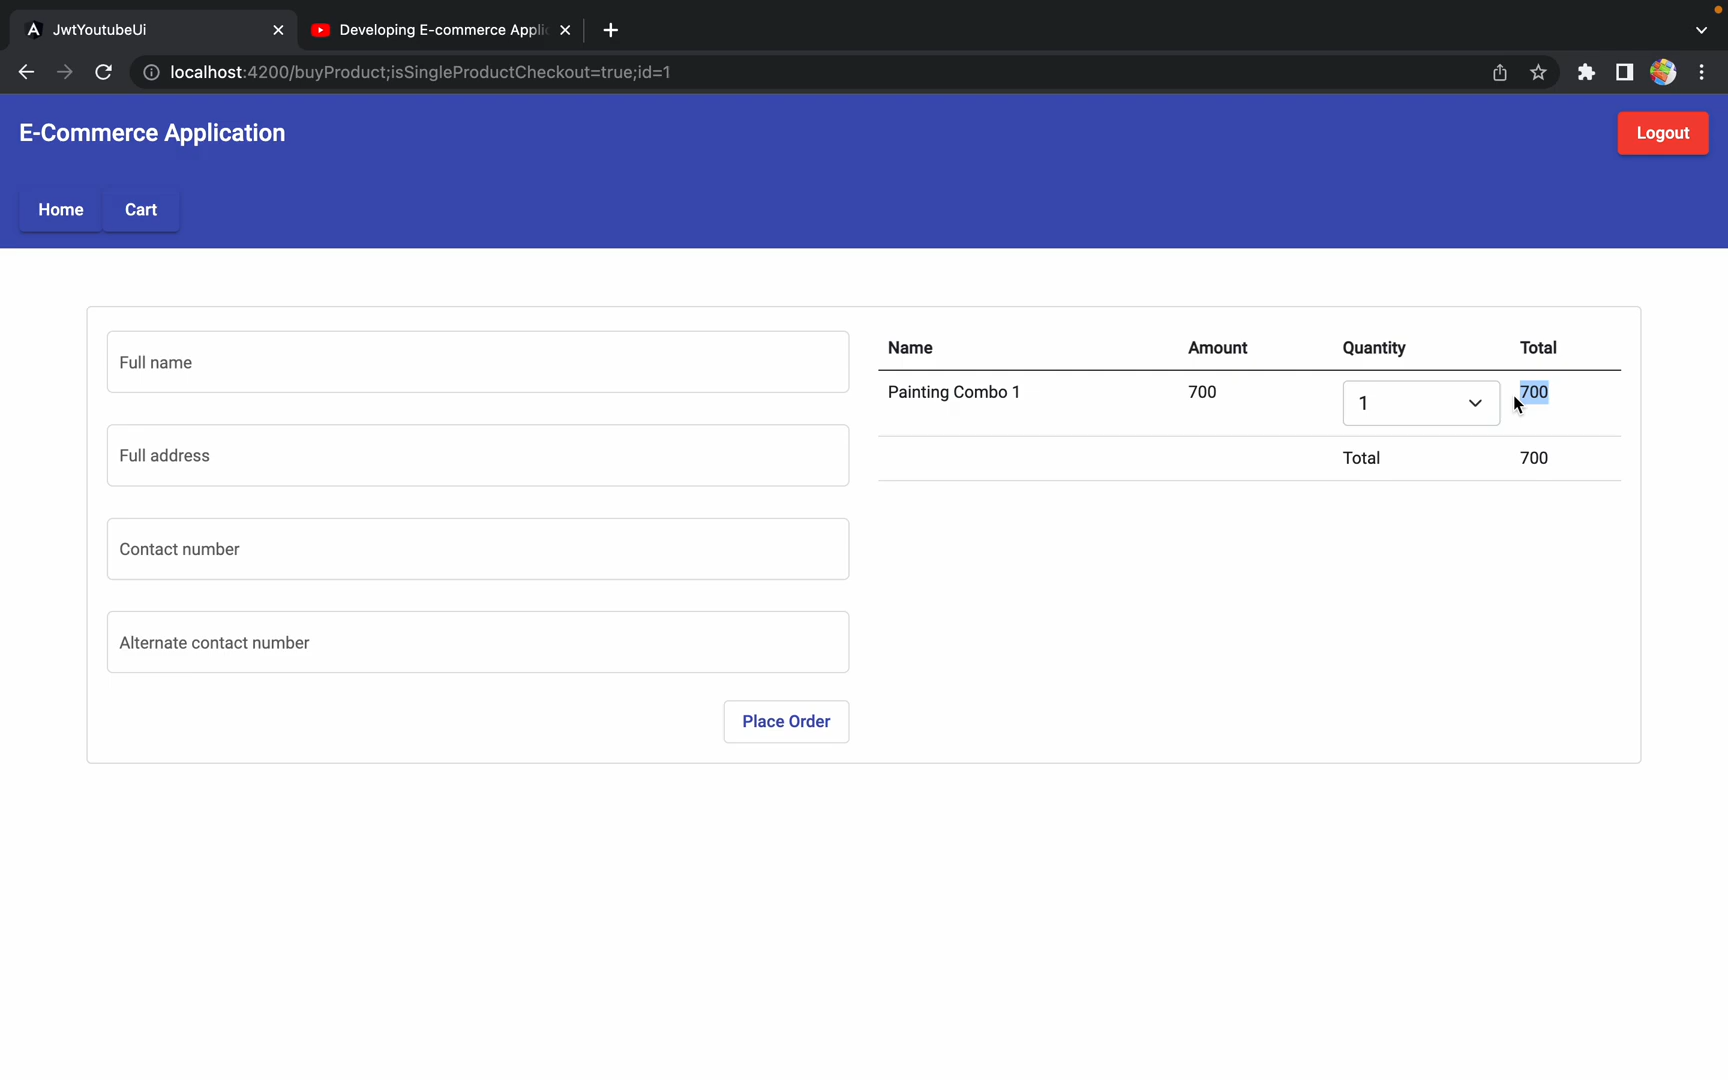 JwtYoutubeUi
Developing E-commerce Appli
localhost:4200/buyProduct;isSingleProductCheckout=true;id=1
E-Commerce Application
Logout
Home Cart
Full name
Full address
Contact number
Alternate contact number
Place Order
Name Amount Quantity Total
Painting Combo 1 700 1 700
Total 700